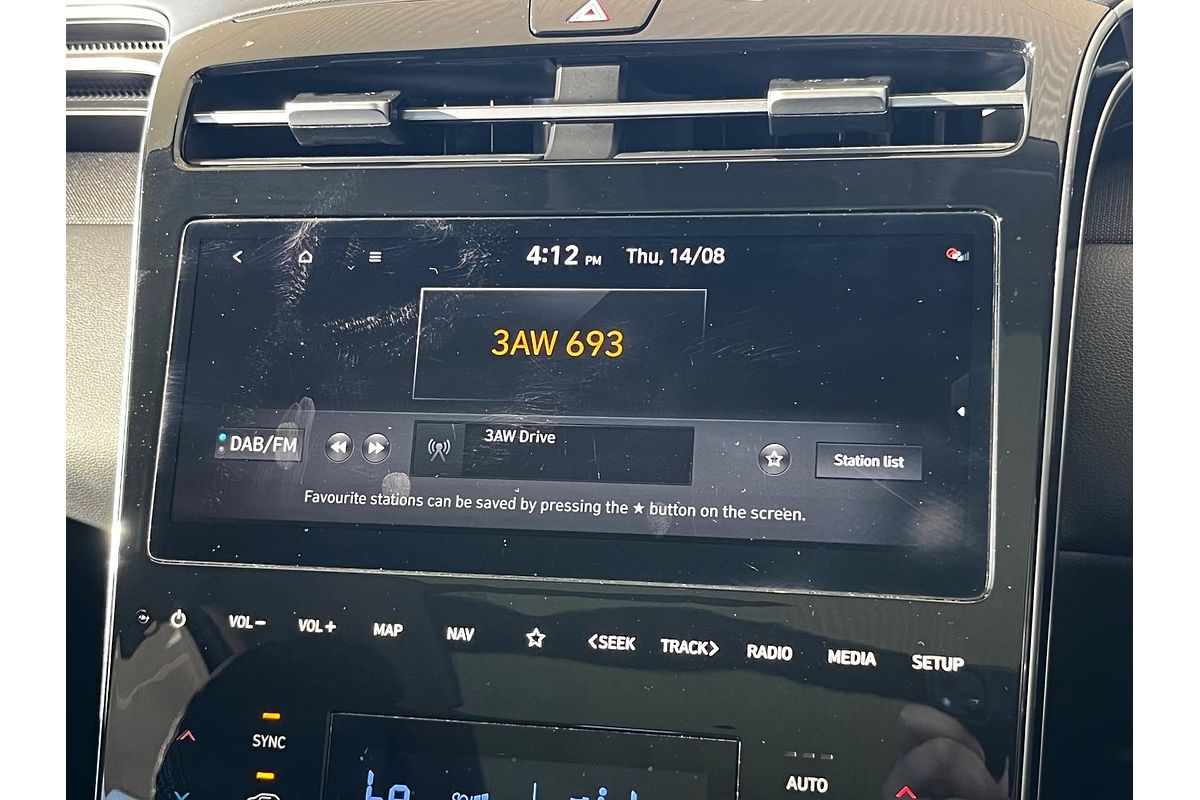 4:12 PM Thu, 14/08
3AW 693
DAB/FM
3AW Drive
Station list
Favourite stations can be saved by pressing the ★ button on the screen.
VOL− VOL+ MAP NAV ☆ <SEEK TRACK> RADIO MEDIA SETUP
SYNC
AUTO